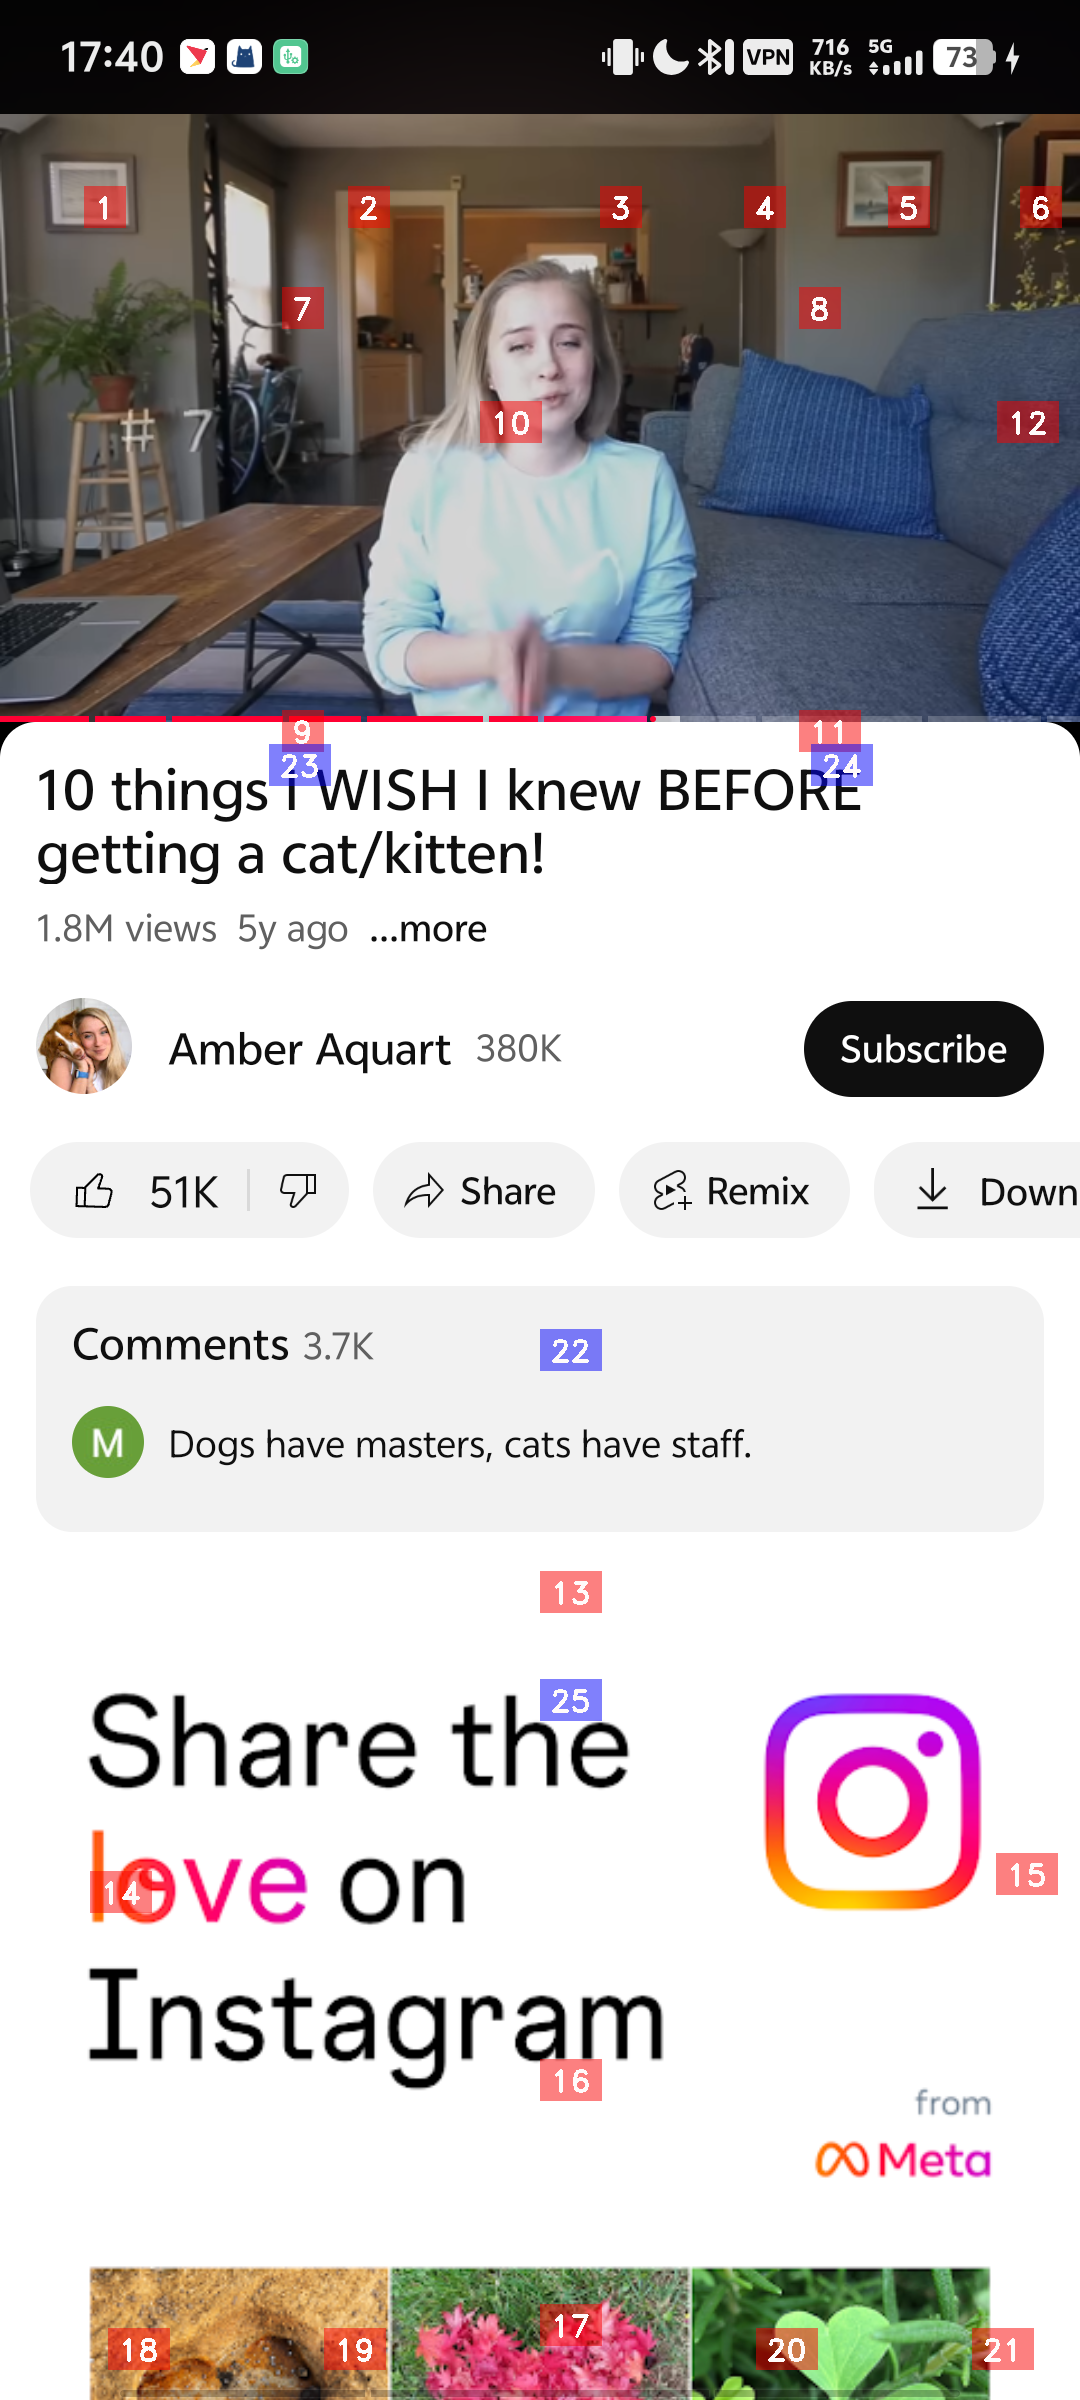 17:40
VPN
716
KB/s
5G
73
1
2
3
4
5
6
7
8
10
12
# 7
9
11
23
24
10 things I WISH I knew BEFORE
getting a cat/kitten!
1.8M views 5y ago ...more
Amber Aquart 380K
Subscribe
51K
Share
Remix
Down
Comments 3.7K
22
M
Dogs have masters, cats have staff.
13
25
Share the
love on
Instagram
14
15
16
from
Meta
17
18
19
20
21